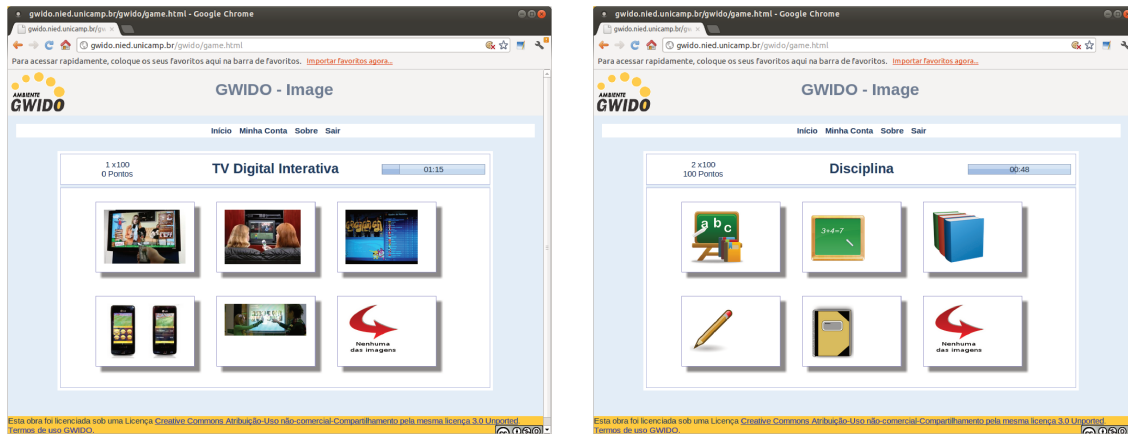 gwido.nied.unicamp.br/gwido/game.html - Google Chrome
gwido.nied.unicamp.br/gw
gwido.nied.unicamp.br/gwido/game.html
Para acessar rapidamente, coloque os seus favoritos aqui na barra de favoritos. Importar favoritos agora...
AMBIENTE
GWIDO
GWIDO - Image
Início Minha Conta Sobre Sair
1 x100
0 Pontos
TV Digital Interativa
01:15
Nenhuma
das imagens
Esta obra foi licenciada sob uma Licença Creative Commons Atribuição-Uso não-comercial-Compartilhamento pela mesma licença 3.0 Unported.
Termos de uso GWIDO.
gwido.nied.unicamp.br/gwido/game.html - Google Chrome
gwido.nied.unicamp.br/gw
gwido.nied.unicamp.br/gwido/game.html
Para acessar rapidamente, coloque os seus favoritos aqui na barra de favoritos. Importar favoritos agora...
AMBIENTE
GWIDO
GWIDO - Image
Início Minha Conta Sobre Sair
2 x100
100 Pontos
Disciplina
00:48
a b c
3+4=7
Nenhuma
das imagens
Esta obra foi licenciada sob uma Licença Creative Commons Atribuição-Uso não-comercial-Compartilhamento pela mesma licença 3.0 Unported.
Termos de uso GWIDO.